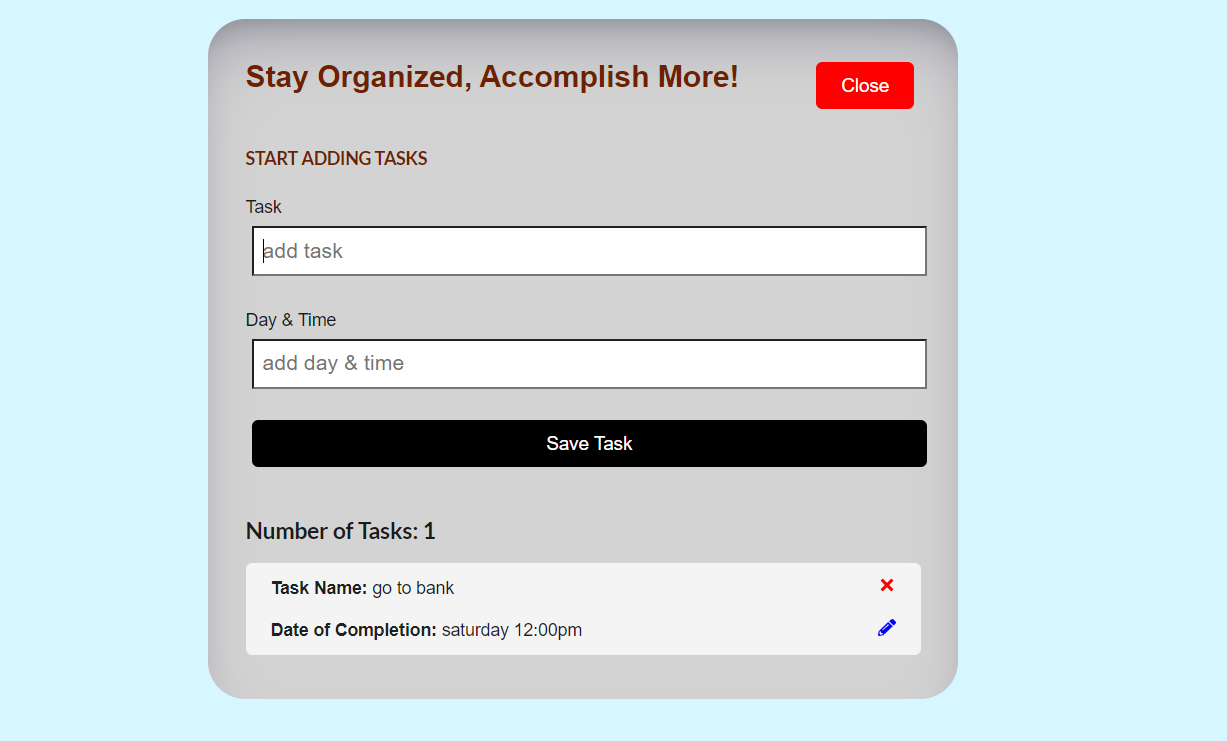 Stay Organized, Accomplish More!
Close
START ADDING TASKS
Task
add task
Day & Time
add day & time
Save Task
Number of Tasks: 1
Task Name: go to bank
Date of Completion: saturday 12:00pm